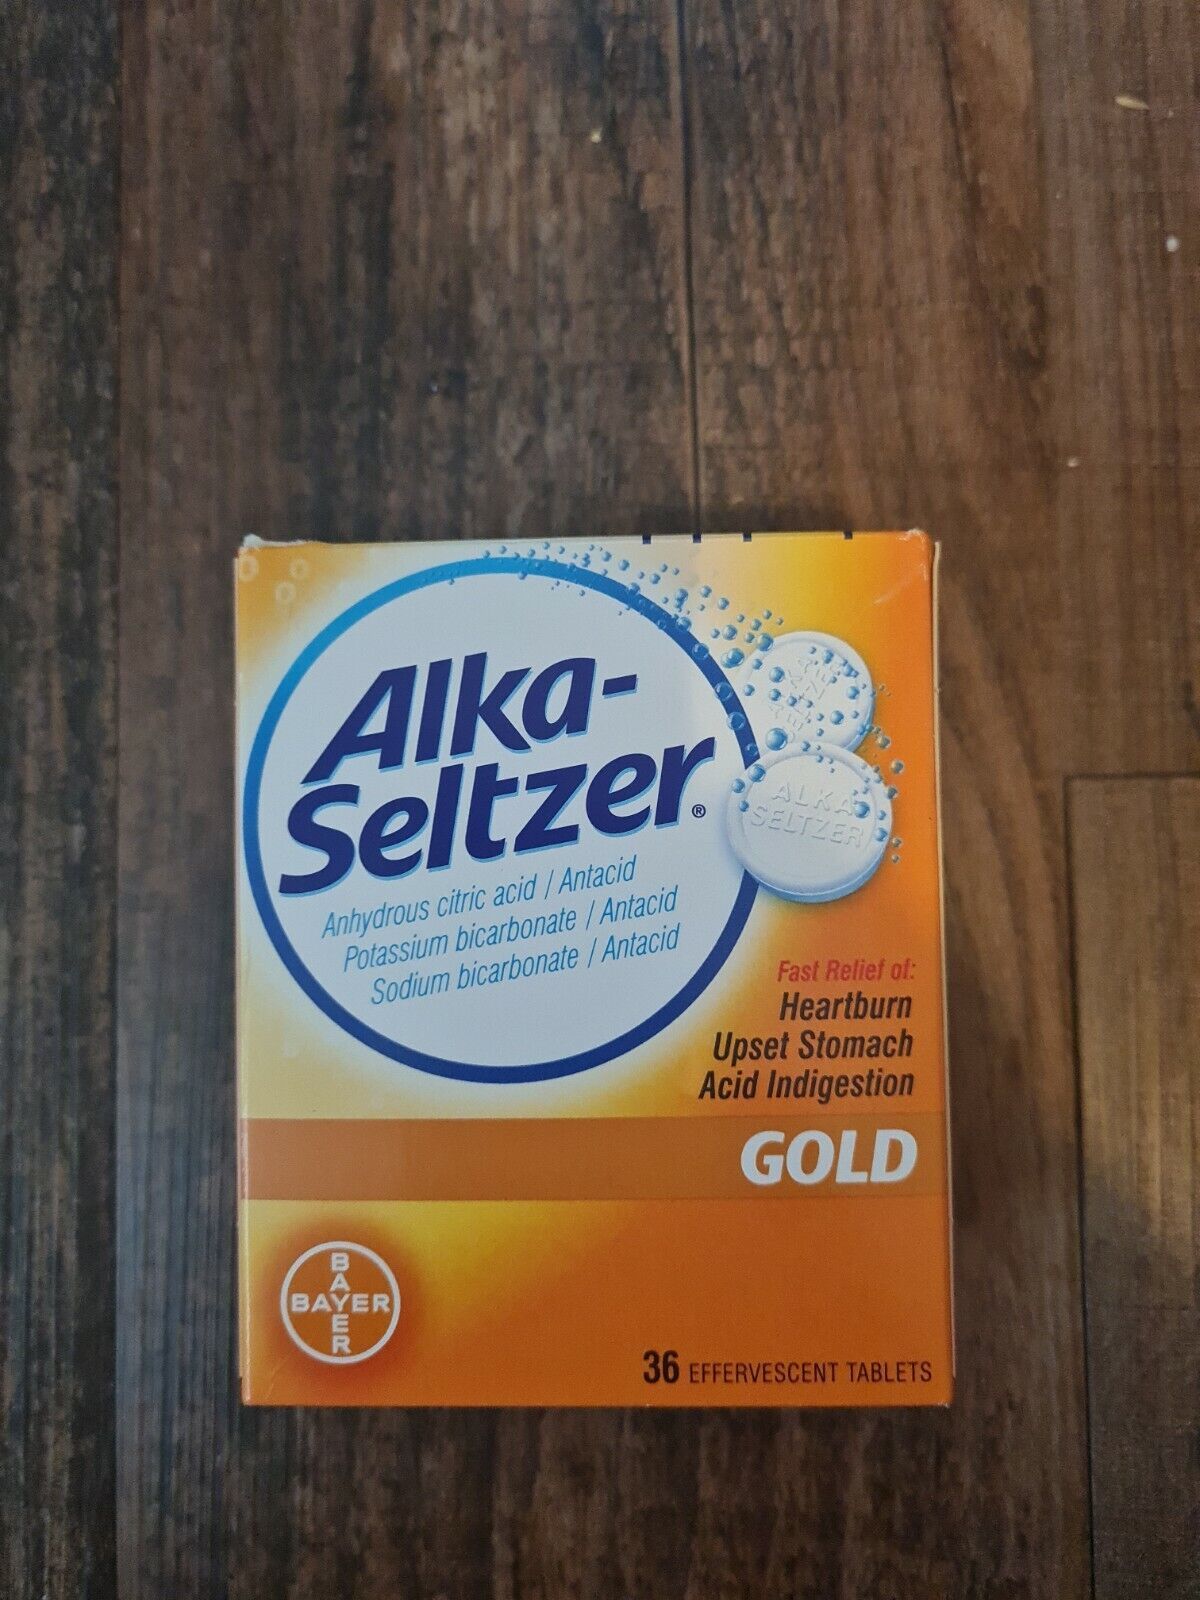 Alka-
Seltzer®
Anhydrous citric acid / Antacid
Potassium bicarbonate / Antacid
Sodium bicarbonate / Antacid
ALKA
SELTZER
Fast Relief of:
Heartburn
Upset Stomach
Acid Indigestion
GOLD
BAYER
BAYER
36 EFFERVESCENT TABLETS